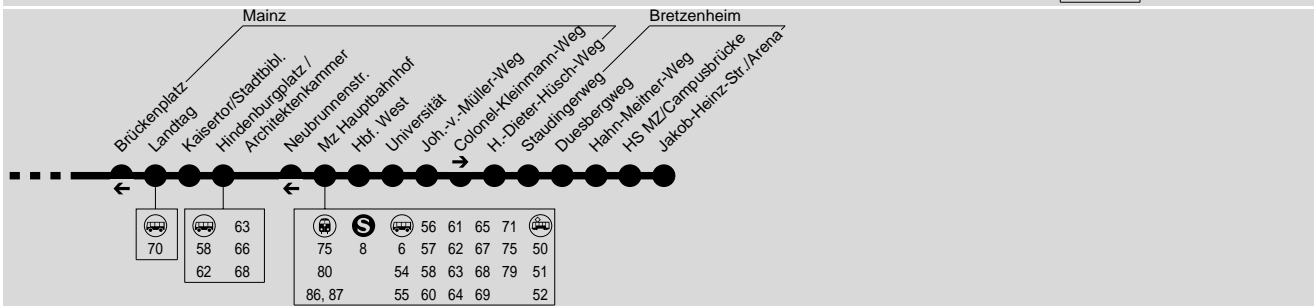 Mainz
Bretzenheim
Brückenplatz
Landtag
Kaisertor/Stadtbibl.
Hindenburgplatz /
Architektenkammer
Neubrunnenstr.
Mz Hauptbahnhof
Hbf. West
Universität
Joh.-v.-Müller-Weg
Colonel-Kleinmann-Weg
H.-Dieter-Hüsch-Weg
Staudingerweg
Duesbergweg
Hahn-Meitner-Weg
HS MZ/Campusbrücke
Jakob-Heinz-Str./Arena
70
63
58 66
62 68
S 56 61 65 71
75 8 6 57 62 67 75 50
80 54 58 63 68 79 51
86, 87 55 60 64 69 52